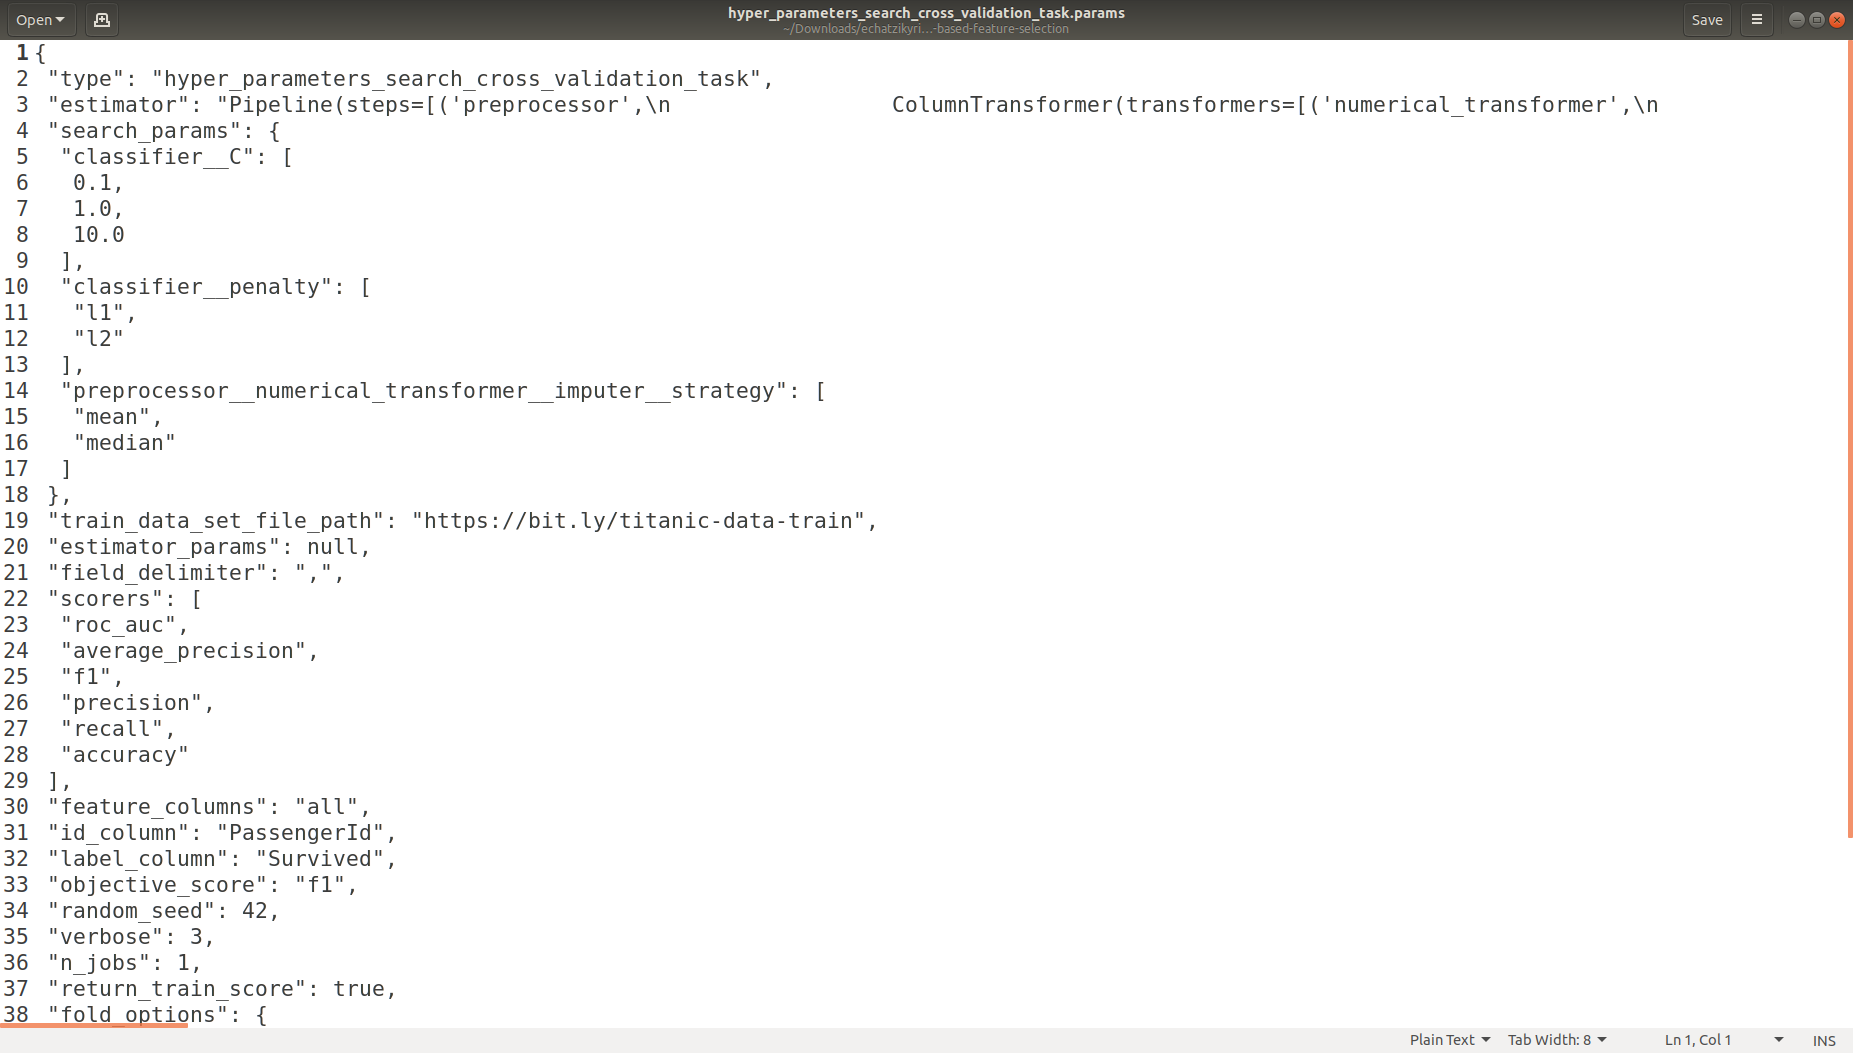 Open
hyper_parameters_search_cross_validation_task.params
~/Downloads/echatzikyri...-based-feature-selection
Save
1 {
2  "type": "hyper_parameters_search_cross_validation_task",
3  "estimator": "Pipeline(steps=[('preprocessor',\n                 ColumnTransformer(transformers=[('numerical_transformer',\n
4  "search_params": {
5   "classifier__C": [
6    0.1,
7    1.0,
8    10.0
9   ],
10   "classifier__penalty": [
11    "l1",
12    "l2"
13   ],
14   "preprocessor__numerical_transformer__imputer__strategy": [
15    "mean",
16    "median"
17   ]
18  },
19  "train_data_set_file_path": "https://bit.ly/titanic-data-train",
20  "estimator_params": null,
21  "field_delimiter": ",",
22  "scorers": [
23   "roc_auc",
24   "average_precision",
25   "f1",
26   "precision",
27   "recall",
28   "accuracy"
29  ],
30  "feature_columns": "all",
31  "id_column": "PassengerId",
32  "label_column": "Survived",
33  "objective_score": "f1",
34  "random_seed": 42,
35  "verbose": 3,
36  "n_jobs": 1,
37  "return_train_score": true,
38  "fold_options": {
Plain Text Tab Width: 8 Ln 1, Col 1 INS